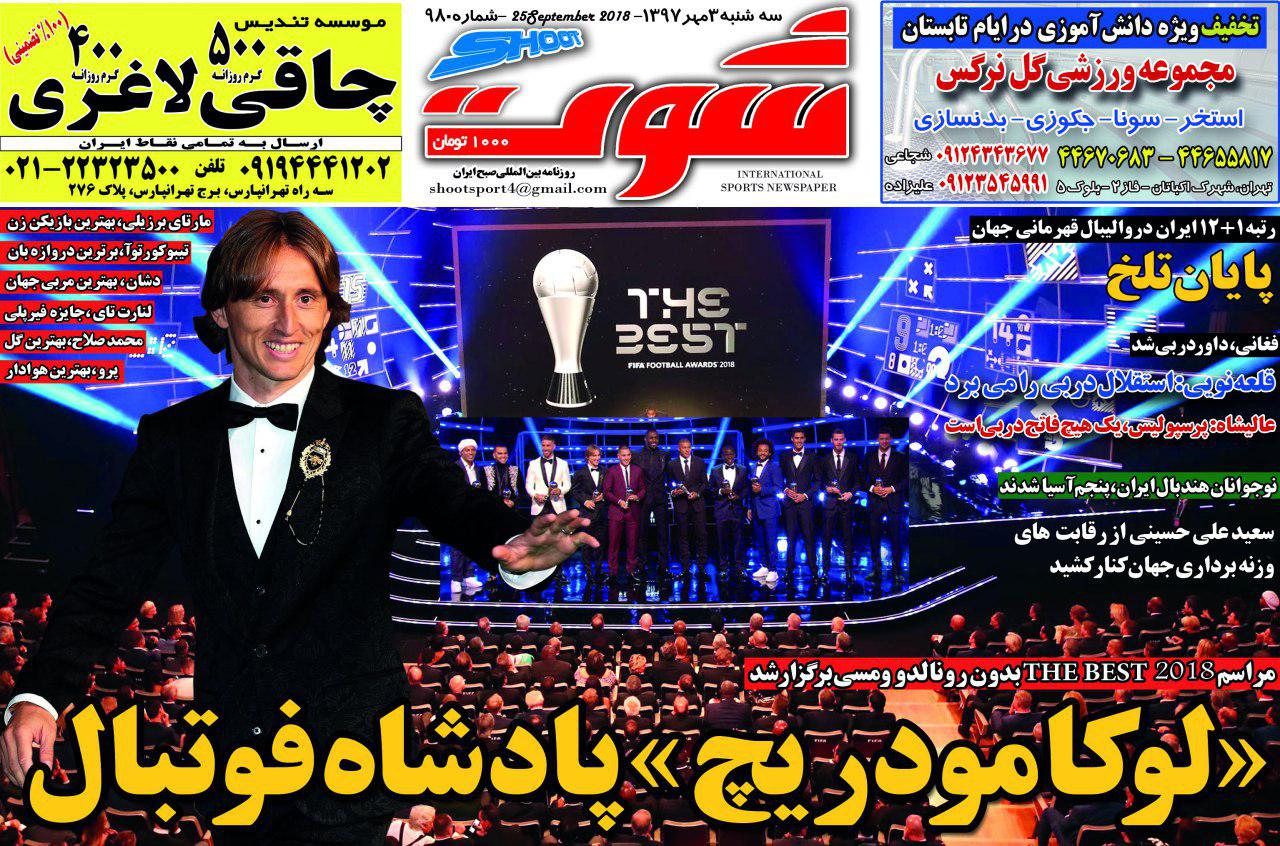 تخفیف ویژه دانش آموزی در ایام تابستان
مجموعه ورزشی گل نرگس
استخر - سونا - جکوزی - بدنسازی
۴۴۶۵۵۸۱۷ - ۴۴۶۷۰۶۸۳
۰۹۱۲۴۳۴۳۶۷۷ شجاعی
۰۹۱۲۳۵۴۵۹۹۱ علیزاده
تهران، شهرک اکباتان - فاز ۲ - بلوک ۵
سه شنبه ۳ مهر ۱۳۹۷ - 25September 2018 - شماره ۹۸۰
SHOOT
شوت
۱۰۰۰ تومان
روزنامه بین المللی صبح ایران
shootsport4@gmail.com
INTERNATIONAL
SPORTS NEWSPAPER
موسسه تندیس
(۱۰۰٪ تضمینی)
چاقی ۵۰۰ گرم روزانه
لاغری ۴۰۰ گرم روزانه
ارسال به تمامی نقاط ایران
۰۹۱۹۴۴۴۱۲۰۲ تلفن ۰۲۱-۲۲۳۲۳۵۰۰
سه راه تهرانپارس، برج تهرانپارس، پلاک ۲۷۶
رتبه ۱+۱۲ ایران در والیبال قهرمانی جهان
پایان تلخ
فغانی، داور دربی شد
قلعه نویی: استقلال دربی را می برد
عالیشاه: پرسپولیس، یک هیچ فاتح دربی است
نوجوانان هندبال ایران، پنجم آسیا شدند
سعید علی حسینی از رقابت های
وزنه برداری جهان کنار کشید
مارتای برزیلی، بهترین بازیکن زن
تیبو کورتوآ، برترین دروازه بان
دشان، بهترین مربی جهان
لنارت تای، جایزه فیرپلی
محمد صلاح، بهترین گل
پرو، بهترین هوادار
THE
BEST
FIFA FOOTBALL AWARDS 2018
مراسم THE BEST 2018 بدون رونالدو ومسی برگزار شد
«لوکا مودریچ» پادشاه فوتبال